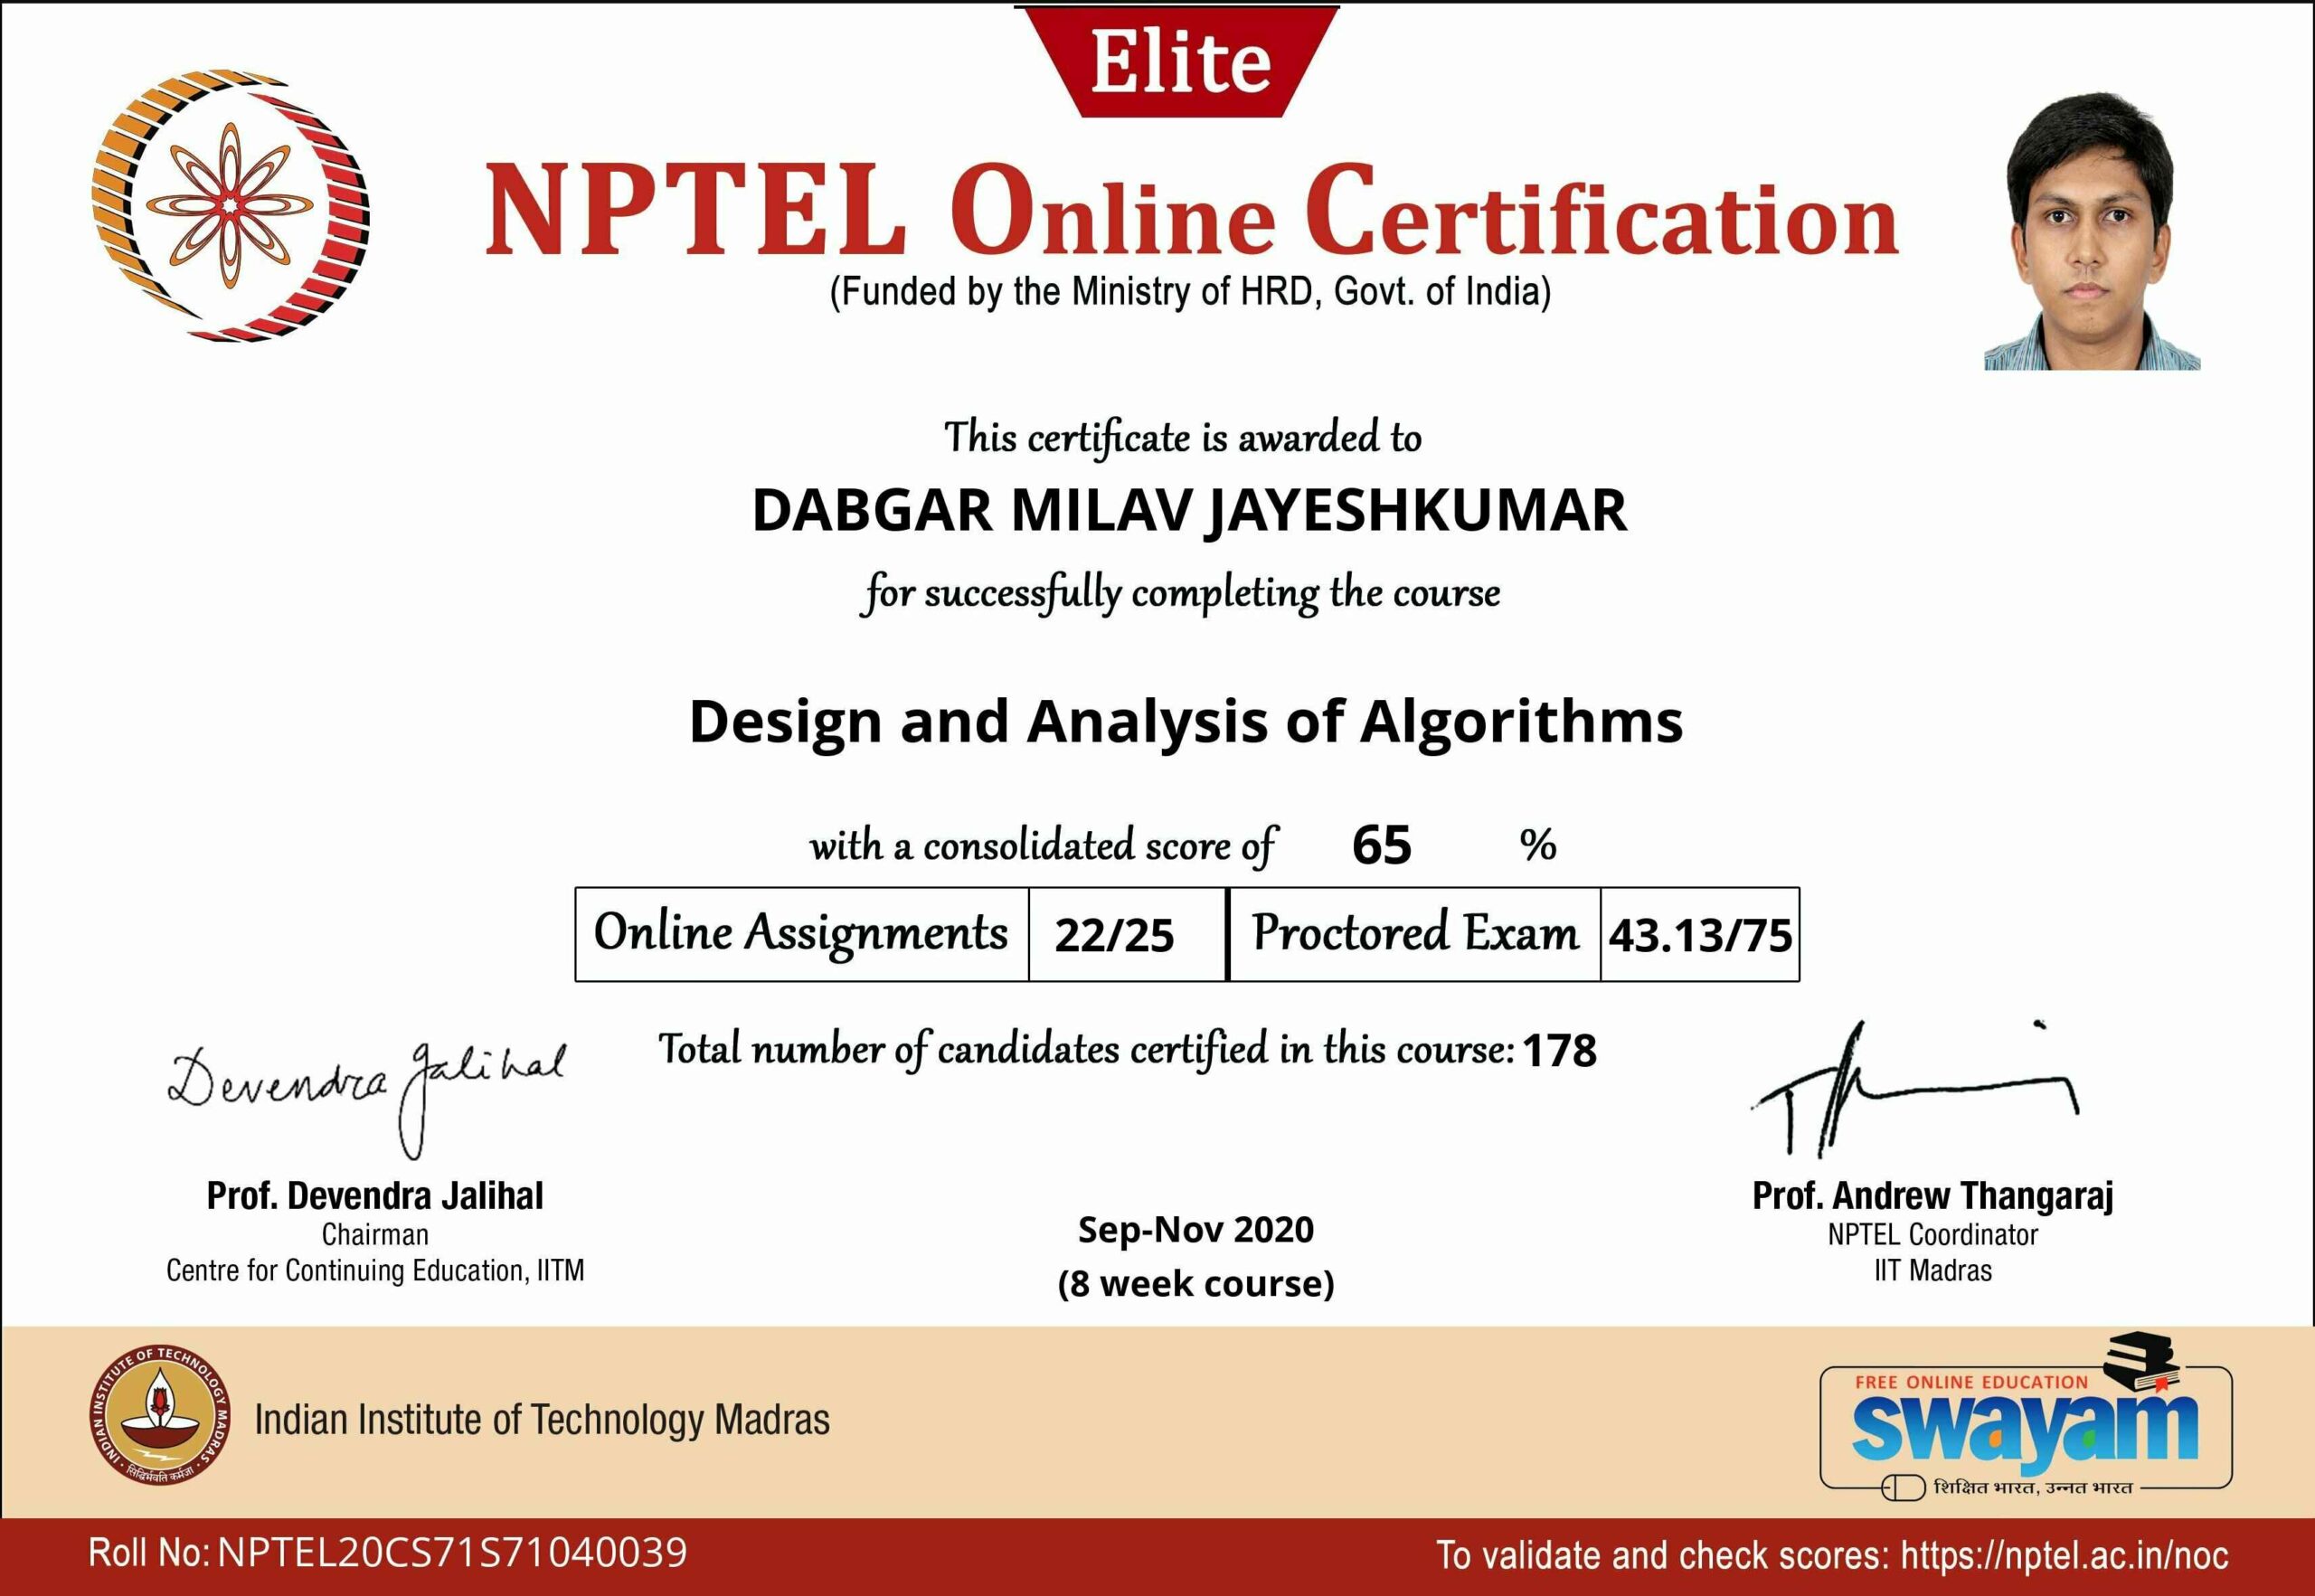 Elite
NPTEL Online Certification
(Funded by the Ministry of HRD, Govt. of India)
This certificate is awarded to
DABGAR MILAV JAYESHKUMAR
for successfully completing the course
Design and Analysis of Algorithms
with a consolidated score of 65 %
Online Assignments 22/25 Proctored Exam 43.13/75
Total number of candidates certified in this course: 178
Devendra Jalihal
Prof. Devendra Jalihal
Chairman
Centre for Continuing Education, IITM
Sep-Nov 2020
(8 week course)
Prof. Andrew Thangaraj
NPTEL Coordinator
IIT Madras
INDIAN INSTITUTE OF TECHNOLOGY MADRAS
सिद्धिर्भवति कर्मजा
Indian Institute of Technology Madras
FREE ONLINE EDUCATION
swayam
शिक्षित भारत, उन्नत भारत
Roll No: NPTEL20CS71S71040039
To validate and check scores: https://nptel.ac.in/noc